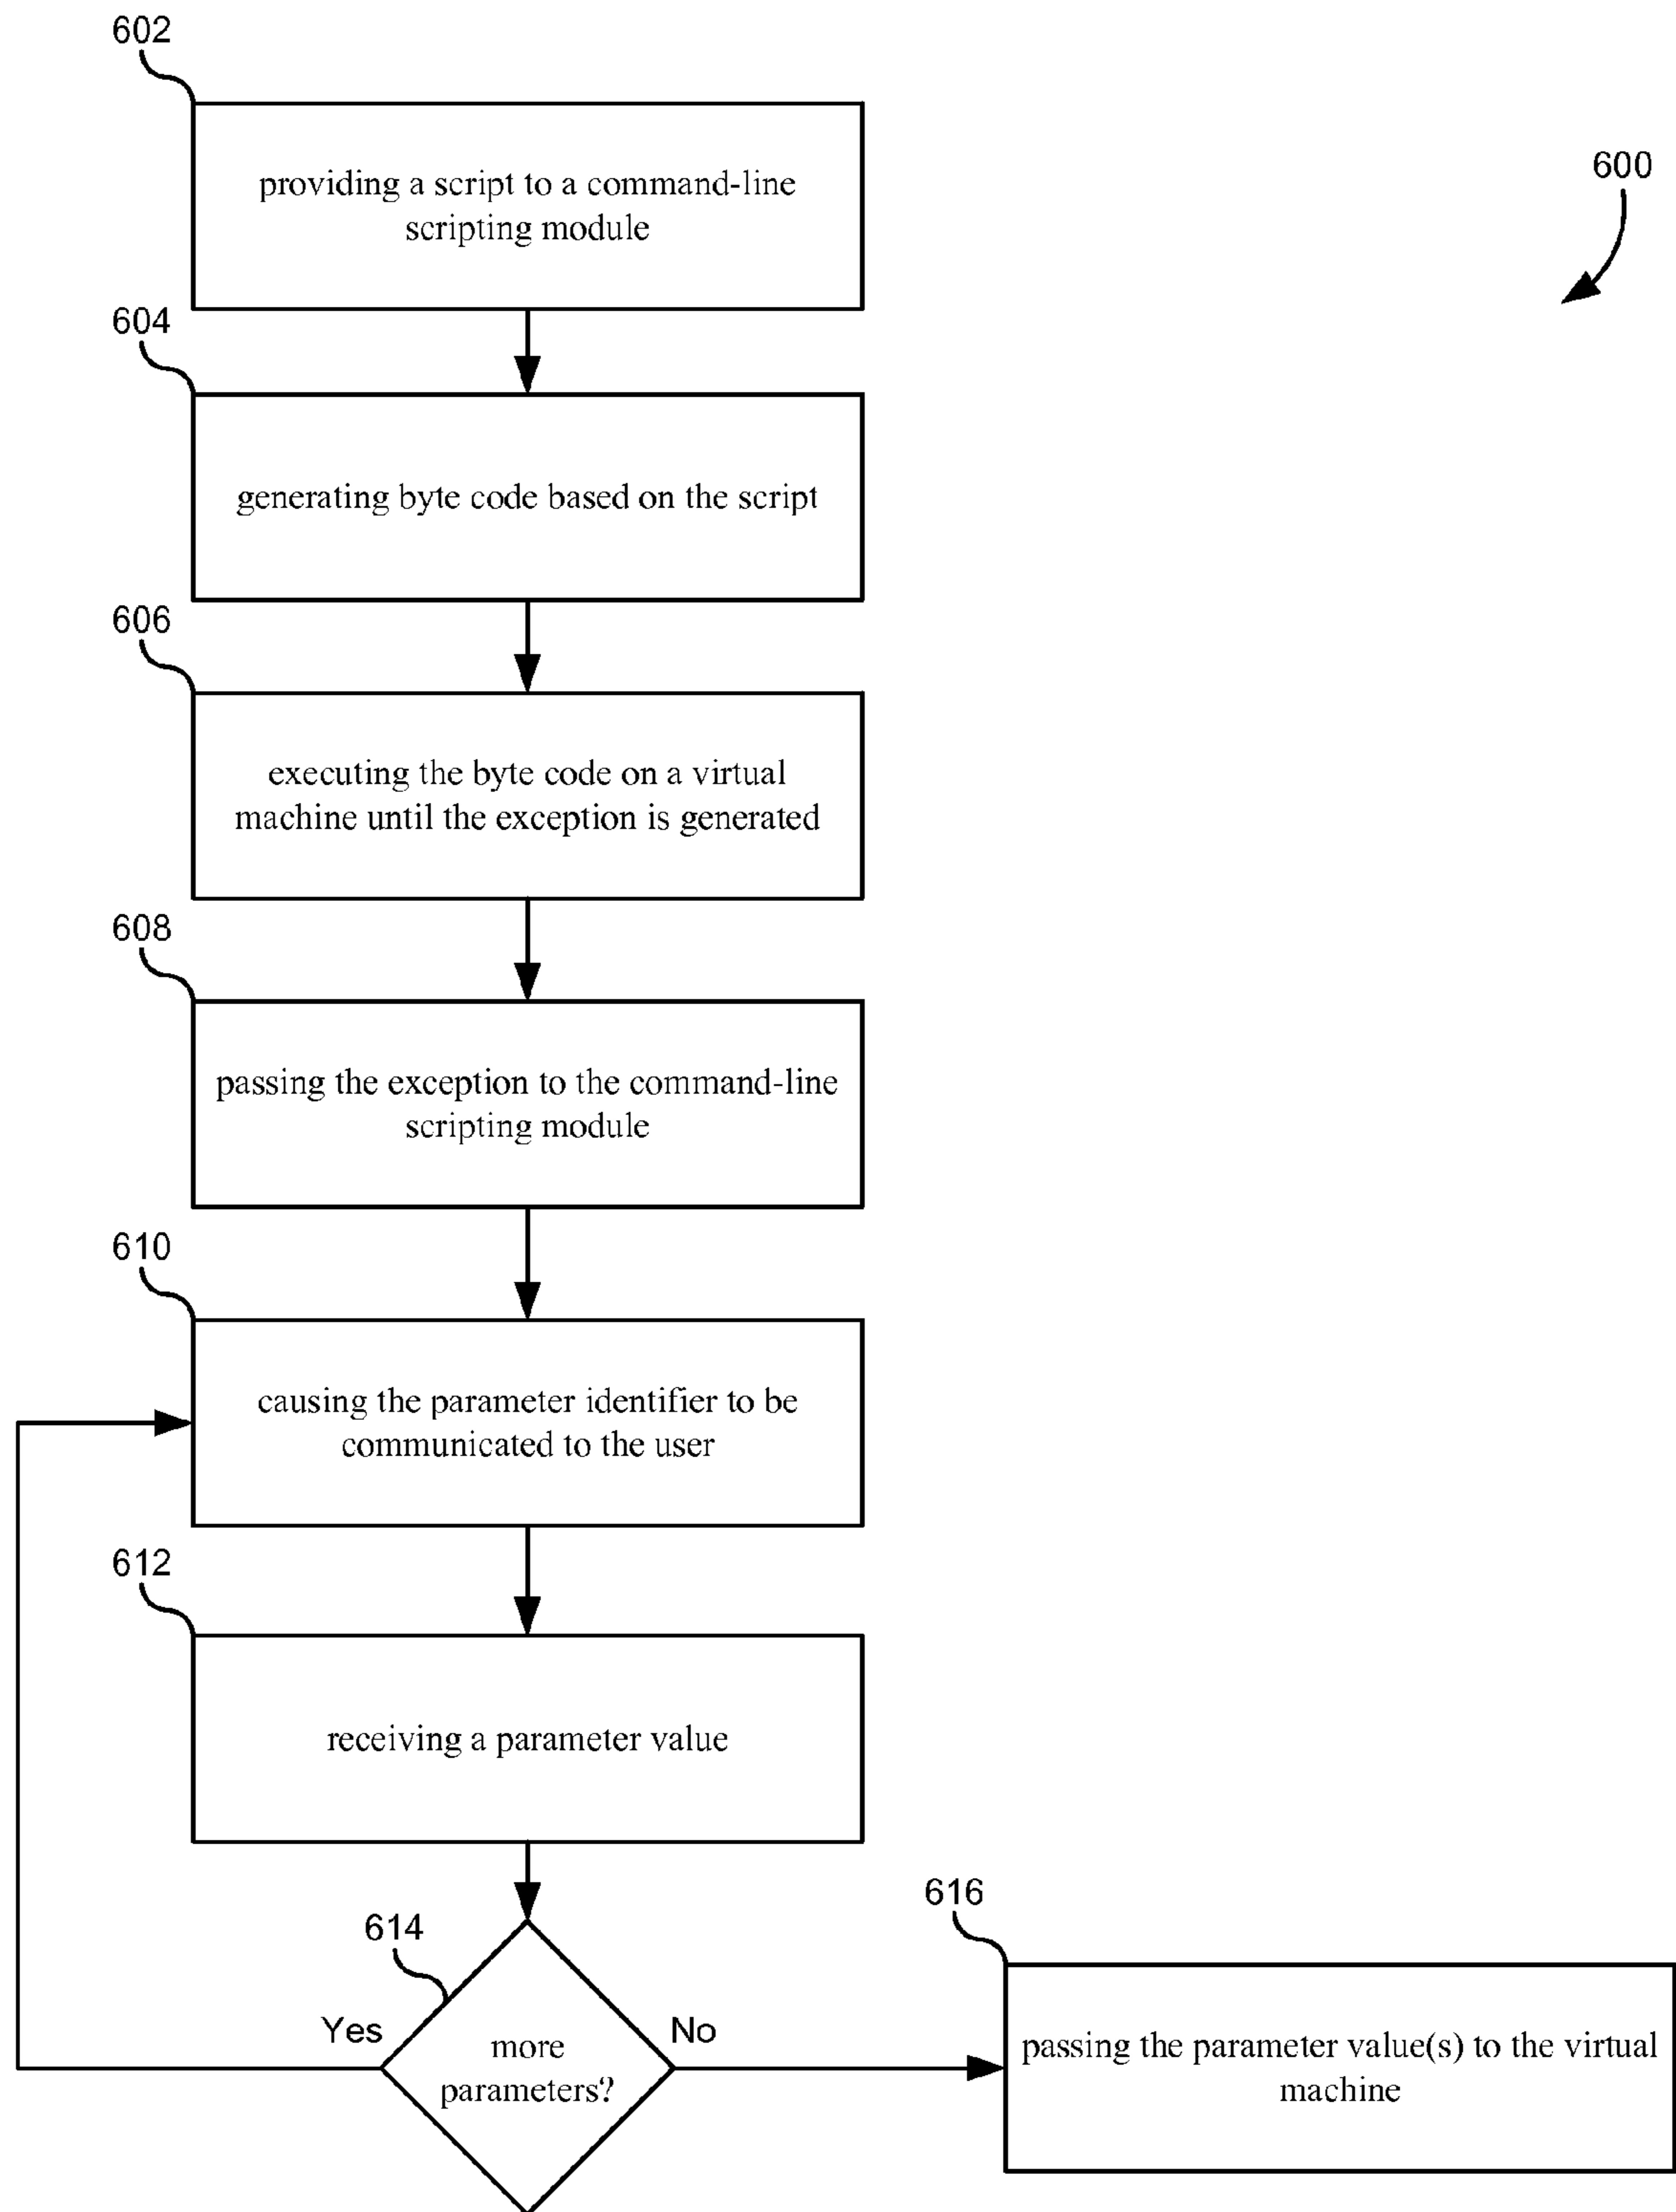 602
providing a script to a command-line
scripting module
600
604
generating byte code based on the script
606
executing the byte code on a virtual
machine until the exception is generated
608
passing the exception to the command-line
scripting module
610
causing the parameter identifier to be
communicated to the user
612
receiving a parameter value
614
Yes
more
parameters?
No
616
passing the parameter value(s) to the virtual
machine